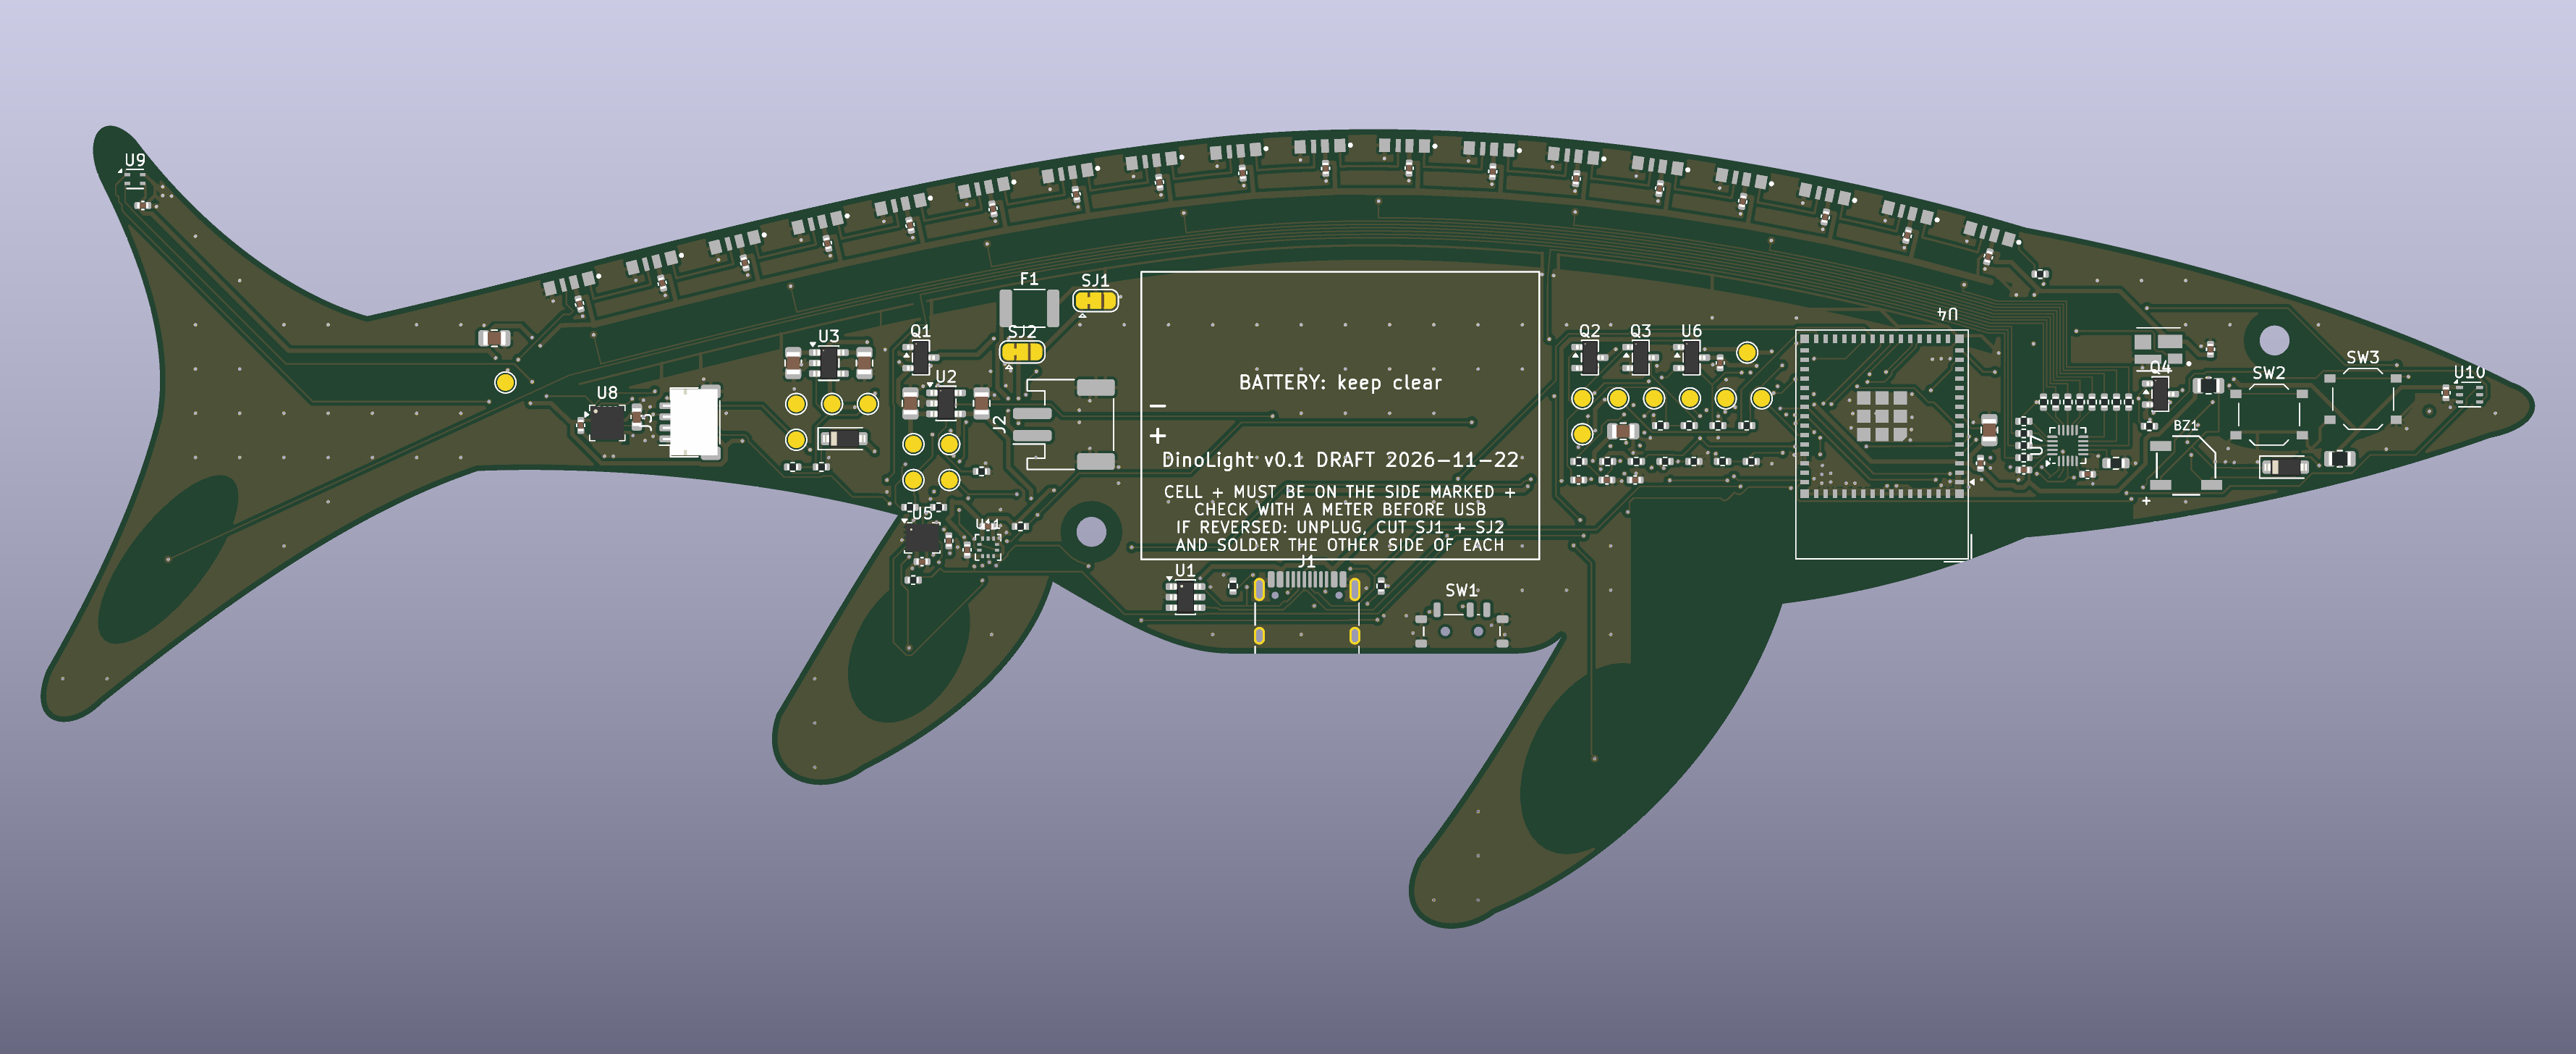 U9
F1
SJ1
U4
U3
Q1
SJ2
Q2
Q3
U6
U2
Q4
SW2
SW3
U10
U8
J3
J2
BATTERY: keep clear
−
+
DinoLight v0.1 DRAFT 2026-11-22
CELL + MUST BE ON THE SIDE MARKED +
CHECK WITH A METER BEFORE USB
IF REVERSED: UNPLUG, CUT SJ1 + SJ2
AND SOLDER THE OTHER SIDE OF EACH
U7
BZ1
+
U5
U11
J1
U1
SW1